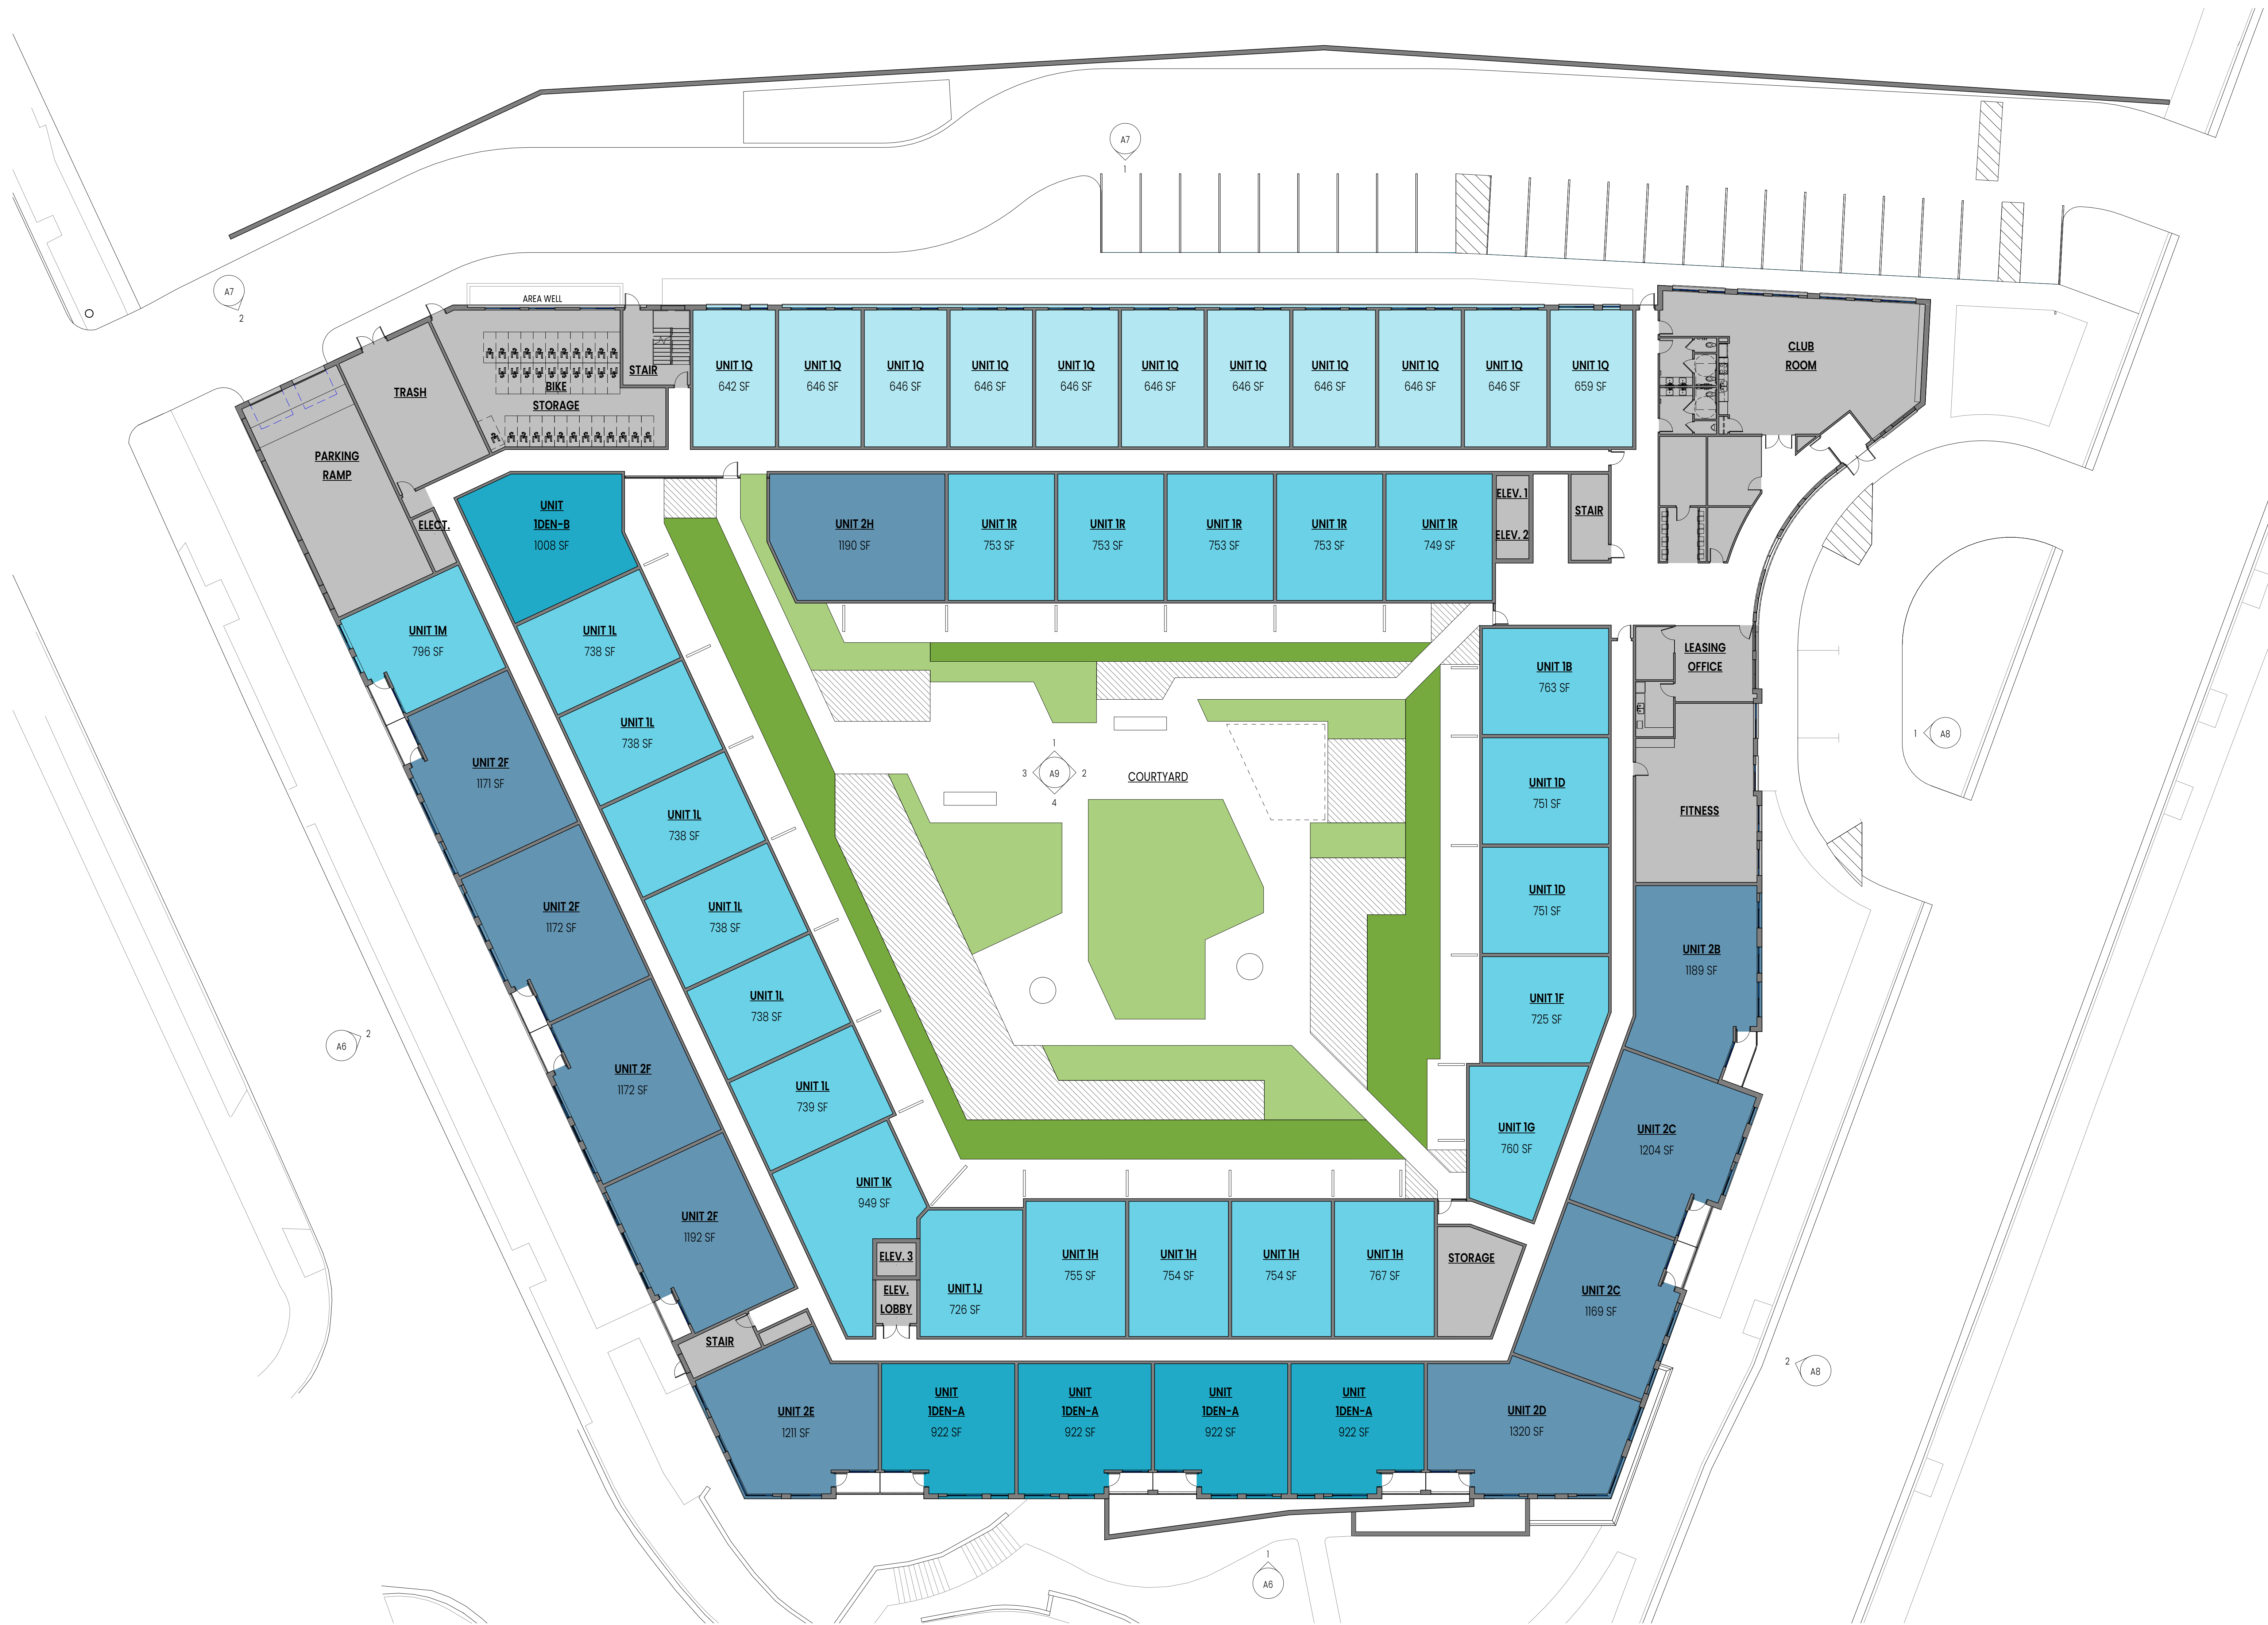 A7
1
A7
2
AREA WELL
UNIT 1Q
642 SF
UNIT 1Q
646 SF
UNIT 1Q
646 SF
UNIT 1Q
646 SF
UNIT 1Q
646 SF
UNIT 1Q
646 SF
UNIT 1Q
646 SF
UNIT 1Q
646 SF
UNIT 1Q
646 SF
UNIT 1Q
646 SF
UNIT 1Q
659 SF
CLUB
ROOM
STAIR
BIKE
STORAGE
TRASH
PARKING
RAMP
ELECT.
UNIT
1DEN-B
1008 SF
UNIT 2H
1190 SF
UNIT 1R
753 SF
UNIT 1R
753 SF
UNIT 1R
753 SF
UNIT 1R
753 SF
UNIT 1R
749 SF
ELEV. 1
ELEV. 2
STAIR
UNIT 1M
796 SF
UNIT 1L
738 SF
UNIT 1L
738 SF
UNIT 1L
738 SF
UNIT 1L
738 SF
UNIT 1L
738 SF
UNIT 1L
739 SF
UNIT 1K
949 SF
UNIT 2F
1171 SF
UNIT 2F
1172 SF
UNIT 2F
1172 SF
UNIT 2F
1192 SF
1
3
A9
2
4
COURTYARD
UNIT 1B
763 SF
UNIT 1D
751 SF
UNIT 1D
751 SF
UNIT 1F
725 SF
UNIT 1G
760 SF
LEASING
OFFICE
FITNESS
1
A8
UNIT 2B
1189 SF
UNIT 2C
1204 SF
UNIT 2C
1169 SF
A6
2
ELEV. 3
ELEV.
LOBBY
UNIT 1J
726 SF
UNIT 1H
755 SF
UNIT 1H
754 SF
UNIT 1H
754 SF
UNIT 1H
767 SF
STORAGE
STAIR
UNIT 2E
1211 SF
UNIT
1DEN-A
922 SF
UNIT
1DEN-A
922 SF
UNIT
1DEN-A
922 SF
UNIT
1DEN-A
922 SF
UNIT 2D
1320 SF
2
A8
1
A6